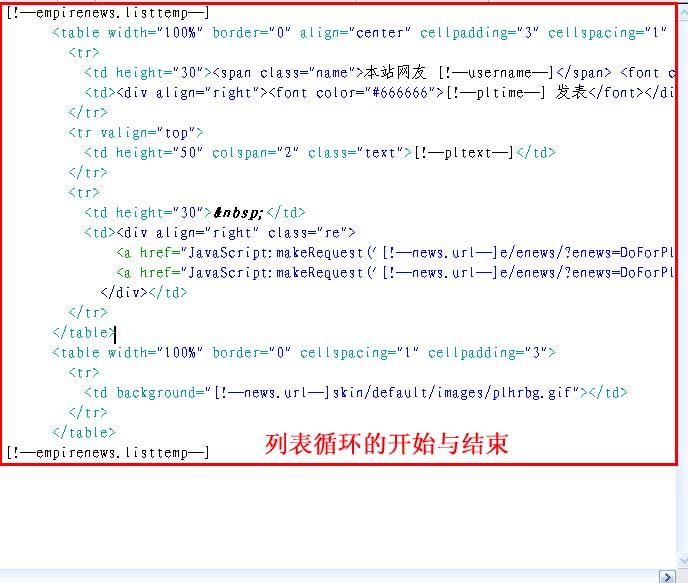 [!--empirenews.listtemp--]
<table width="100%" border="0" align="center" cellpadding="3" cellspacing="1"
<tr>
<td height="30"><span class="name">本站网友 [!--username--]</span> <font c
<td><div align="right"><font color="#666666">[!--pltime--] 发表</font></di
</tr>
<tr valign="top">
<td height="50" colspan="2" class="text">[!--pltext--]</td>
</tr>
<tr>
<td height="30">&nbsp;</td>
<td><div align="right" class="re">
<a href="JavaScript:makeRequest('[!--news.url--]e/enews/?enews=DoForPl
<a href="JavaScript:makeRequest('[!--news.url--]e/enews/?enews=DoForPl
</div></td>
</tr>
</table>
<table width="100%" border="0" cellspacing="1" cellpadding="3">
<tr>
<td background="[!--news.url--]skin/default/images/plhrbg.gif"></td>
</tr>
</table>
[!--empirenews.listtemp--]
列表循环的开始与结束